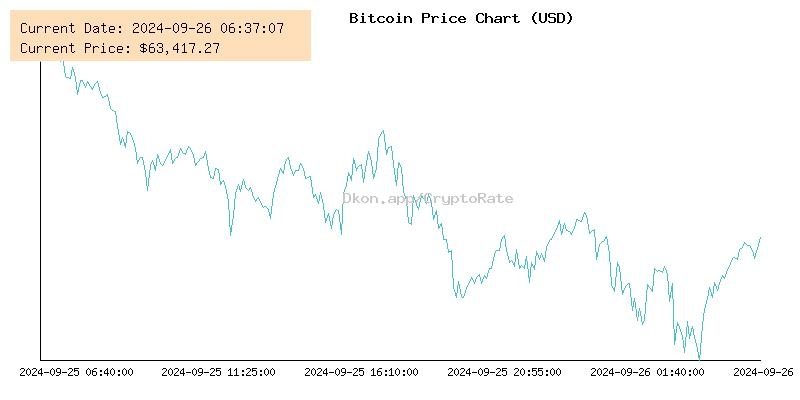 Bitcoin Price Chart (USD)
Current Date: 2024-09-26 06:37:07
Current Price: $63,417.27
Dkon.app/CryptoRate
2024-09-25 06:40:00 2024-09-25 11:25:00 2024-09-25 16:10:00 2024-09-25 20:55:00 2024-09-26 01:40:00 2024-09-26